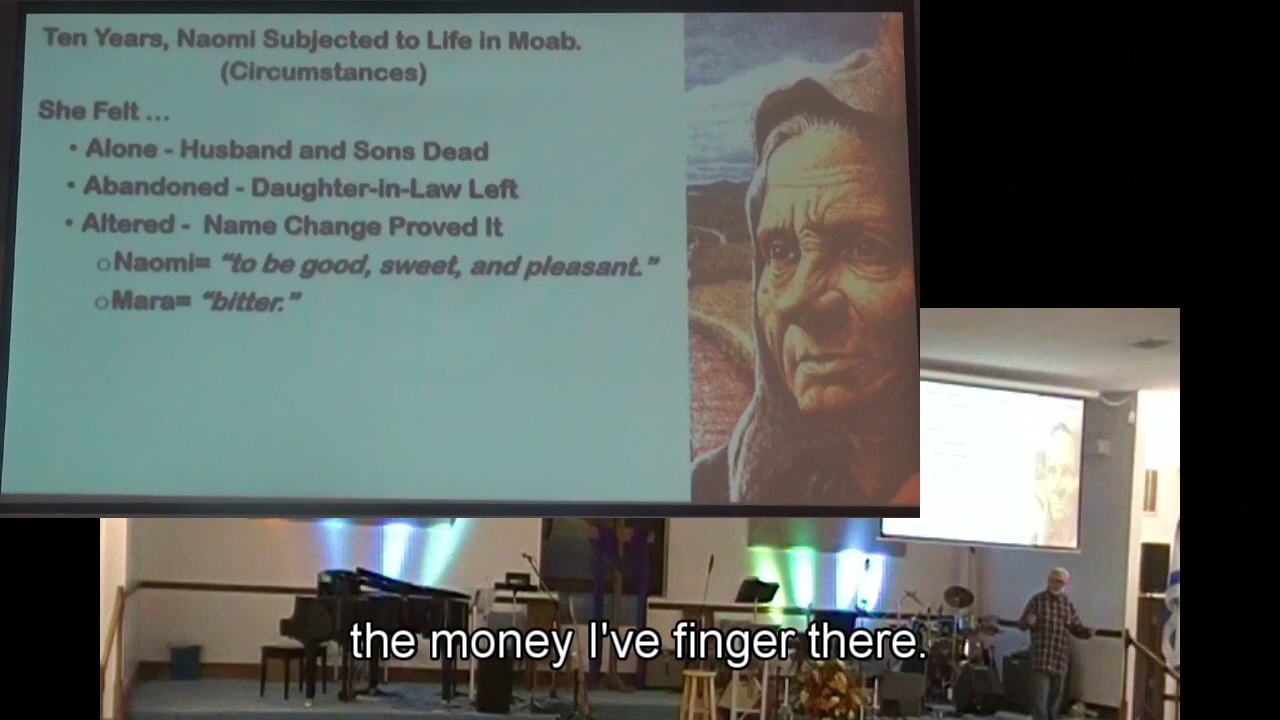 Ten Years, Naomi Subjected to Life in Moab.
(Circumstances)
She Felt ...
• Alone - Husband and Sons Dead
• Abandoned - Daughter-in-Law Left
• Altered - Name Change Proved It
○ Naomi= "to be good, sweet, and pleasant."
○ Mara= "bitter."
the money I've finger there.